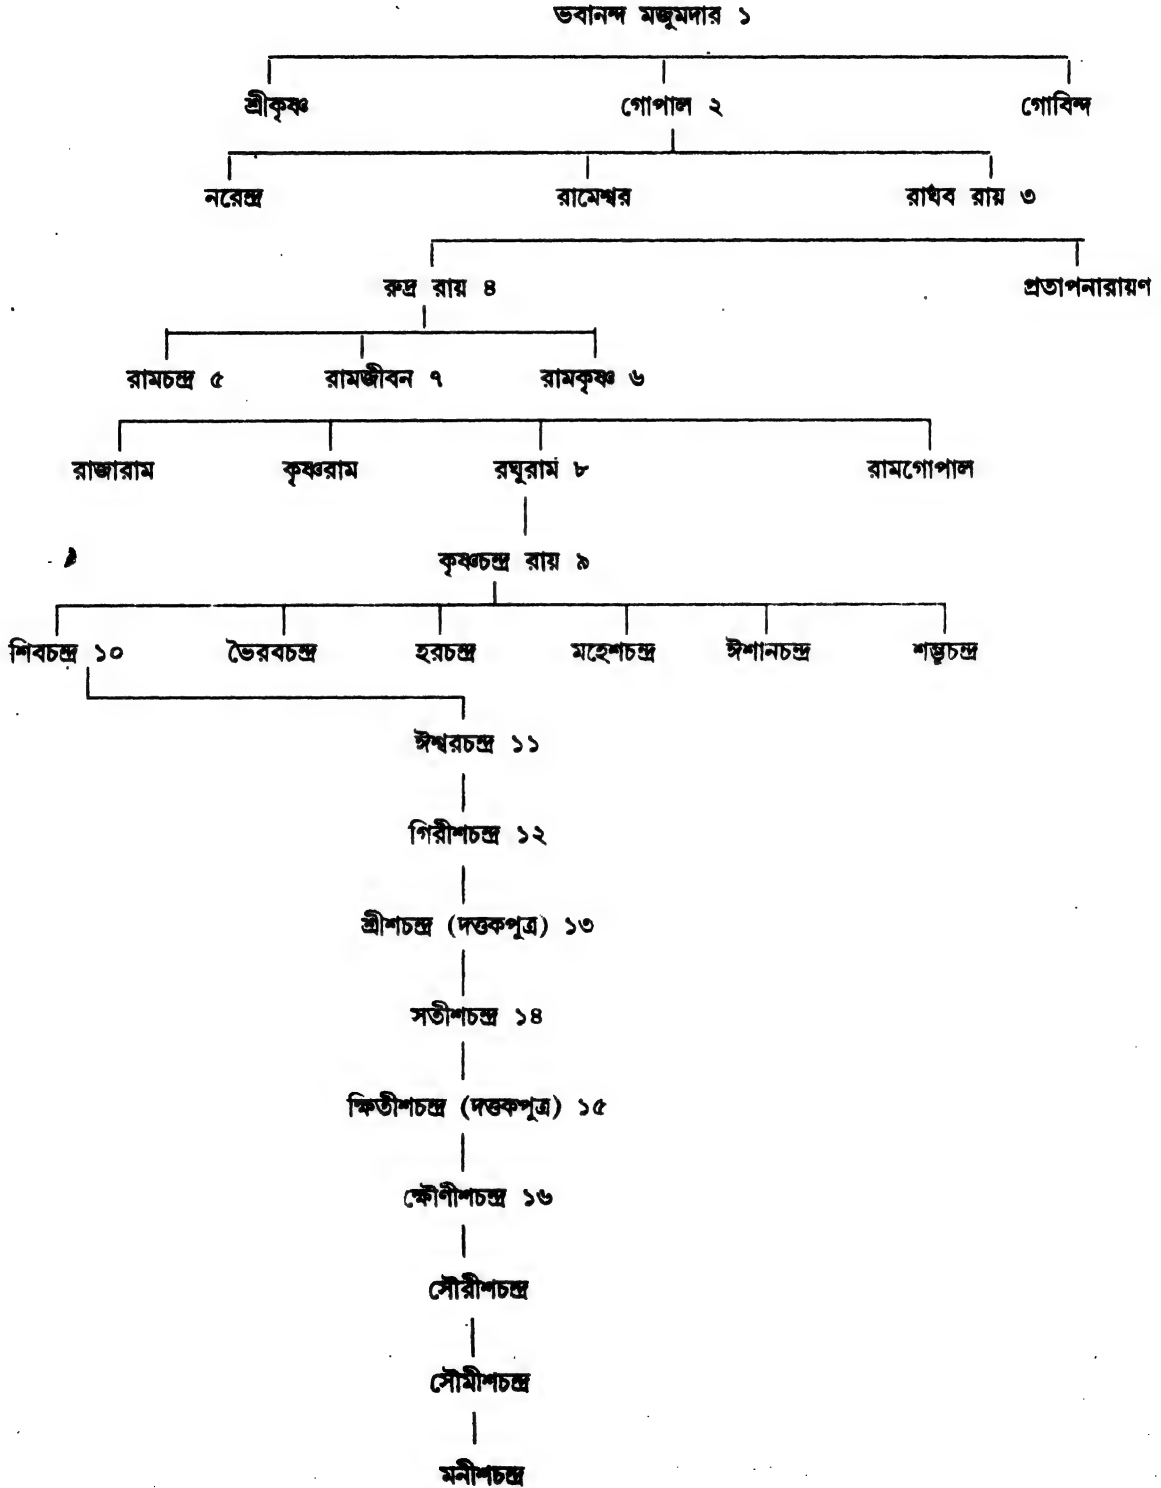 ভবানন্দ মজুমদার ১
শ্রীকৃষ্ণ গোপাল ২ গোবিন্দ
নরেন্দ্র রামেশ্বর রাঘব রায় ৩
রুদ্র রায় ৪ প্রতাপনারায়ণ
রামচন্দ্র ৫ রামজীবন ৭ রামকৃষ্ণ ৬
রাজারাম কৃষ্ণরাম রঘুরাম ৮ রামগোপাল
কৃষ্ণচন্দ্র রায় ৯
শিবচন্দ্র ১০ ভৈরবচন্দ্র হরচন্দ্র মহেশচন্দ্র ঈশানচন্দ্র শম্ভুচন্দ্র
ঈশ্বরচন্দ্র ১১
গিরীশচন্দ্র ১২
শ্রীশচন্দ্র (দত্তকপুত্র) ১৩
সতীশচন্দ্র ১৪
ক্ষিতীশচন্দ্র (দত্তকপুত্র) ১৫
ক্ষৌণীশচন্দ্র ১৬
সৌরীশচন্দ্র
সৌমীশচন্দ্র
মনীশচন্দ্র